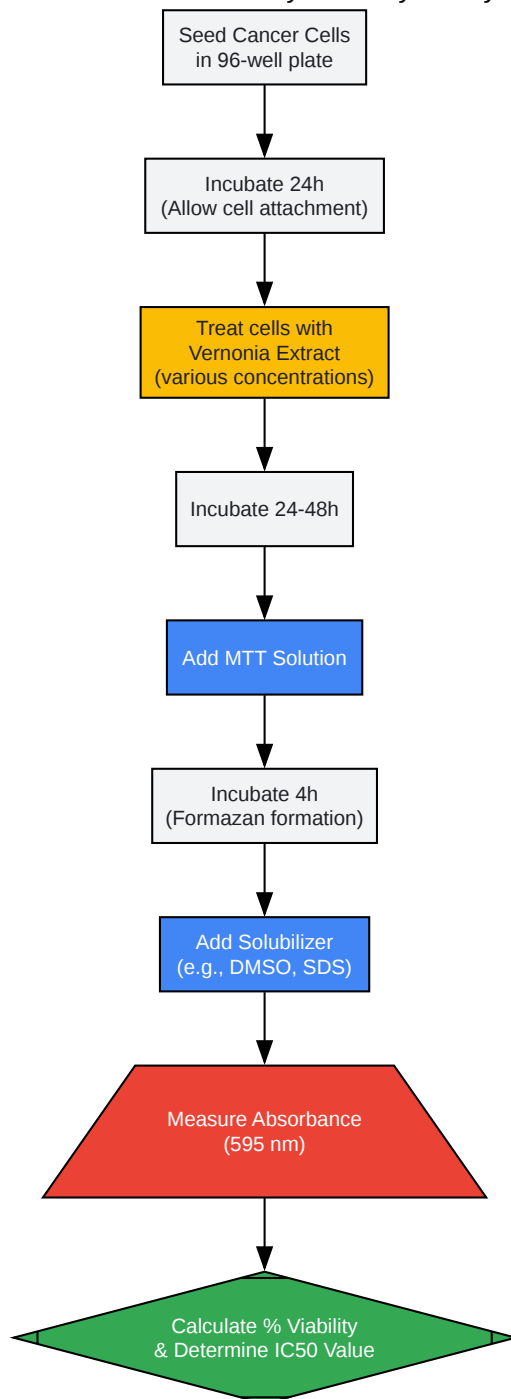 Seed Cancer Cells
in 96-well plate
Incubate 24h
(Allow cell attachment)
Treat cells with
Vernonia Extract
(various concentrations)
Incubate 24-48h
Add MTT Solution
Incubate 4h
(Formazan formation)
Add Solubilizer
(e.g., DMSO, SDS)
Measure Absorbance
(595 nm)
Calculate % Viability
& Determine IC50 Value